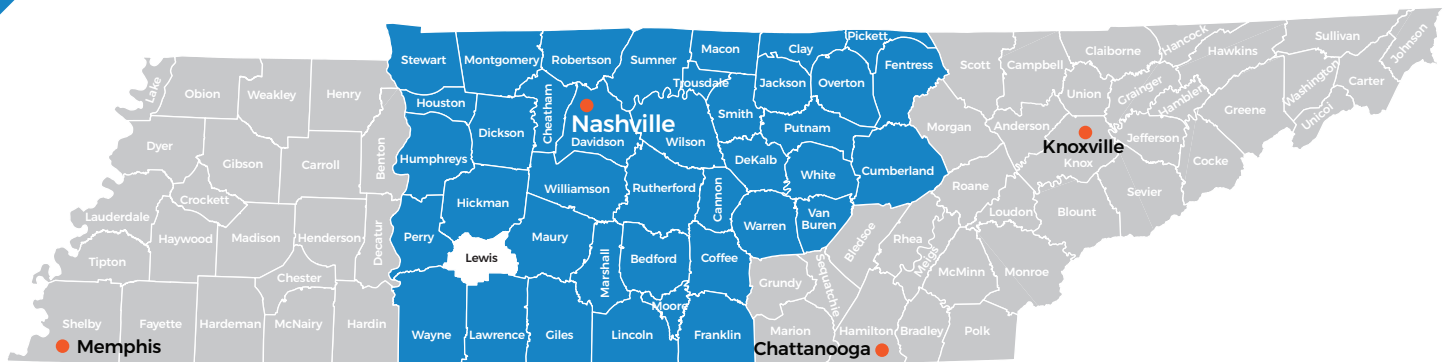 Lake
Obion
Weakley
Henry
Dyer
Gibson
Carroll
Benton
Crockett
Lauderdale
Haywood
Madison
Henderson
Decatur
Tipton
Chester
Shelby
Fayette
Hardeman
McNairy
Hardin
Memphis
Stewart
Montgomery
Robertson
Sumner
Macon
Clay
Pickett
Fentress
Trousdale
Jackson
Overton
Houston
Cheatham
Smith
Dickson
Nashville
Davidson
Wilson
Putnam
Humphreys
DeKalb
White
Cumberland
Williamson
Rutherford
Cannon
Hickman
Perry
Maury
Warren
Van
Buren
Lewis
Marshall
Bedford
Coffee
Moore
Wayne
Lawrence
Giles
Lincoln
Franklin
Scott
Campbell
Claiborne
Hancock
Hawkins
Sullivan
Johnson
Union
Grainger
Hamblen
Washington
Carter
Greene
Unicoi
Morgan
Anderson
Knoxville
Knox
Jefferson
Cocke
Roane
Sevier
Loudon
Blount
Bledsoe
Rhea
Meigs
McMinn
Monroe
Sequatchie
Grundy
Marion
Hamilton
Bradley
Polk
Chattanooga